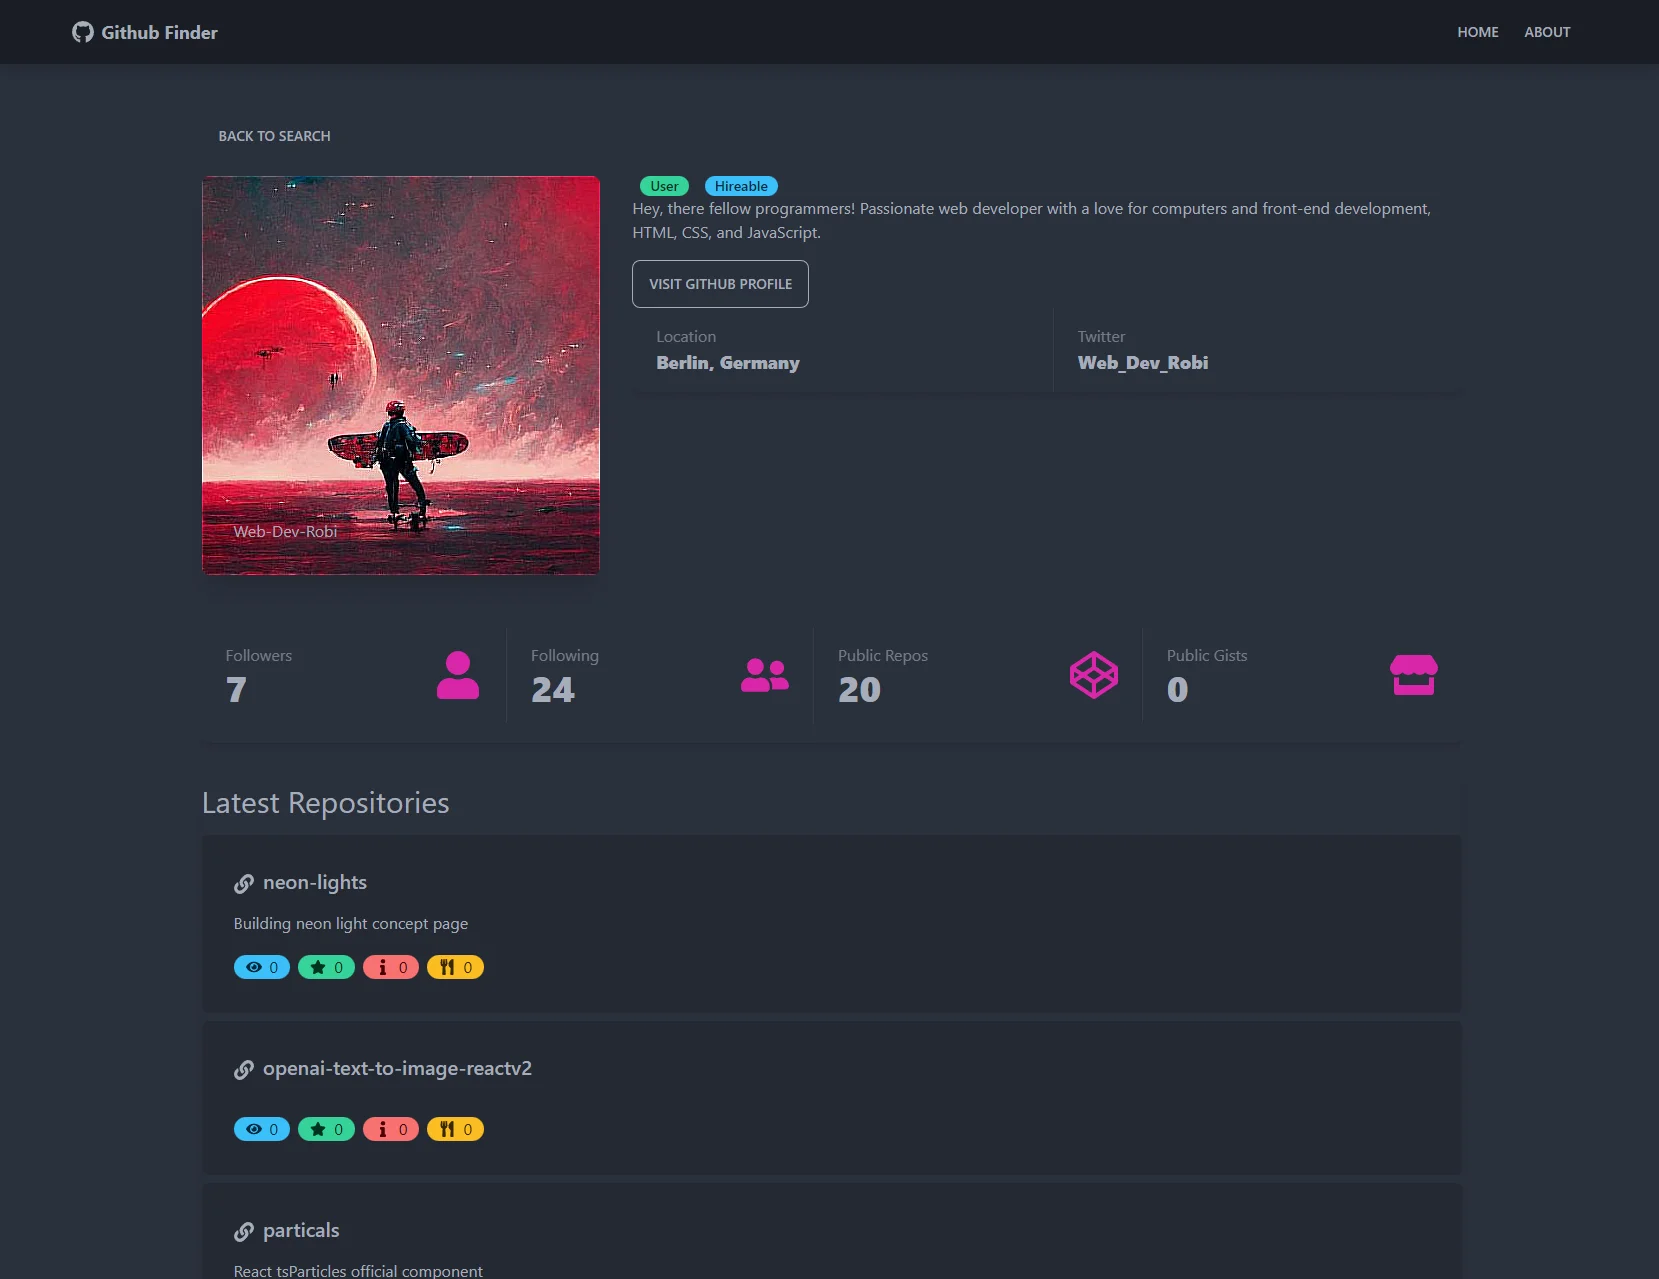 Github Finder
HOME ABOUT
BACK TO SEARCH
User Hireable
Hey, there fellow programmers! Passionate web developer with a love for computers and front-end development,
HTML, CSS, and JavaScript.
VISIT GITHUB PROFILE
Location
Berlin, Germany
Twitter
Web_Dev_Robi
Web-Dev-Robi
Followers
7
Following
24
Public Repos
20
Public Gists
0
Latest Repositories
neon-lights
Building neon light concept page
0 0 0 0
openai-text-to-image-reactv2
0 0 0 0
particals
React tsParticles official component